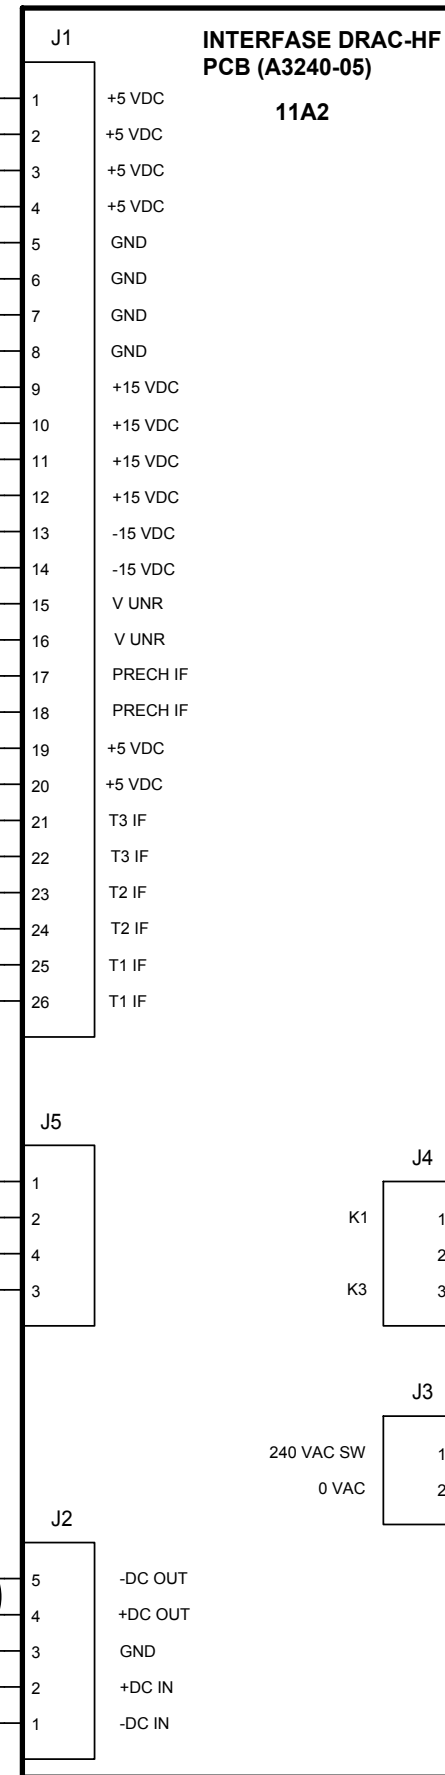 J1
INTERFASE DRAC-HF
PCB (A3240-05)
11A2
1 +5 VDC
2 +5 VDC
3 +5 VDC
4 +5 VDC
5 GND
6 GND
7 GND
8 GND
9 +15 VDC
10 +15 VDC
11 +15 VDC
12 +15 VDC
13 -15 VDC
14 -15 VDC
15 V UNR
16 V UNR
17 PRECH IF
18 PRECH IF
19 +5 VDC
20 +5 VDC
21 T3 IF
22 T3 IF
23 T2 IF
24 T2 IF
25 T1 IF
26 T1 IF
J5
1
2
4
3
J4
K1 1
2
K3 3
J3
240 VAC SW 1
0 VAC 2
J2
5 -DC OUT
4 +DC OUT
3 GND
2 +DC IN
1 -DC IN